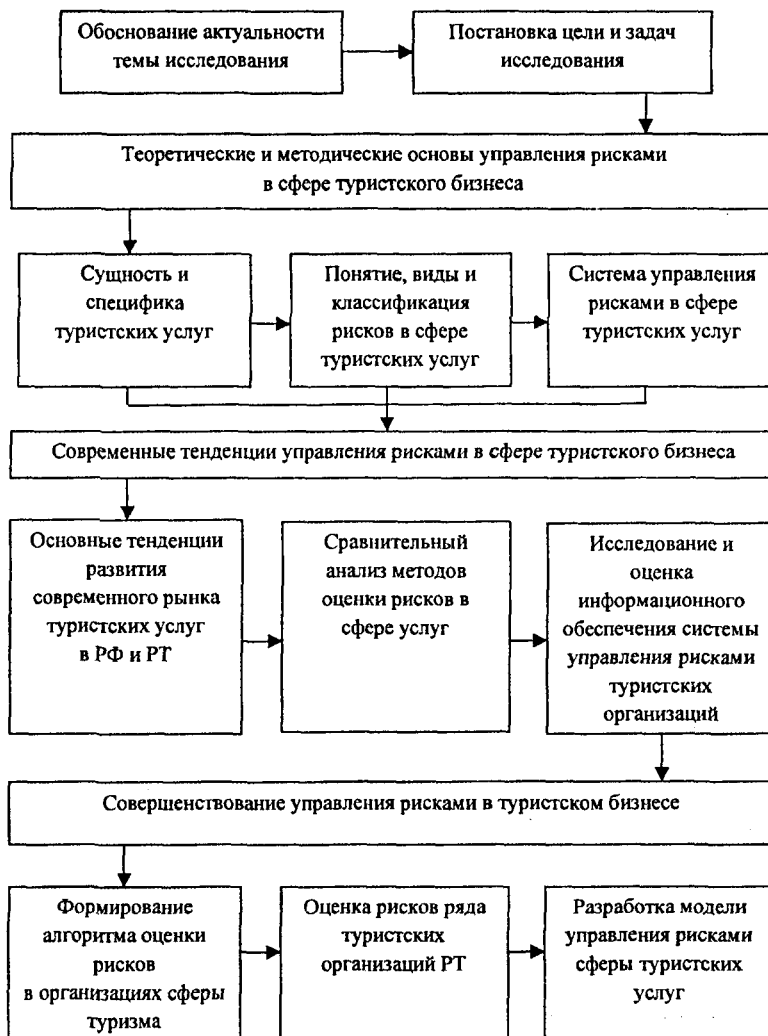 Обоснование актуальности
темы исследования
Постановка цели и задач
исследования
Теоретические и методические основы управления рисками
в сфере туристского бизнеса
Сущность и
специфика
туристских услуг
Понятие, виды и
классификация
рисков в сфере
туристских услуг
Система управления
рисками в сфере
туристских услуг
Современные тенденции управления рисками в сфере туристского бизнеса
Основные тенденции
развития
современного рынка
туристских услуг
в РФ и РТ
Сравнительный
анализ методов
оценки рисков в
сфере услуг
Исследование и
оценка
информационного
обеспечения системы
управления рисками
туристских
организаций
Совершенствование управления рисками в туристском бизнесе
Формирование
алгоритма оценки
рисков
в организациях сферы
туризма
Оценка рисков ряда
туристских
организаций РТ
Разработка модели
управления рисками
сферы туристских
услуг